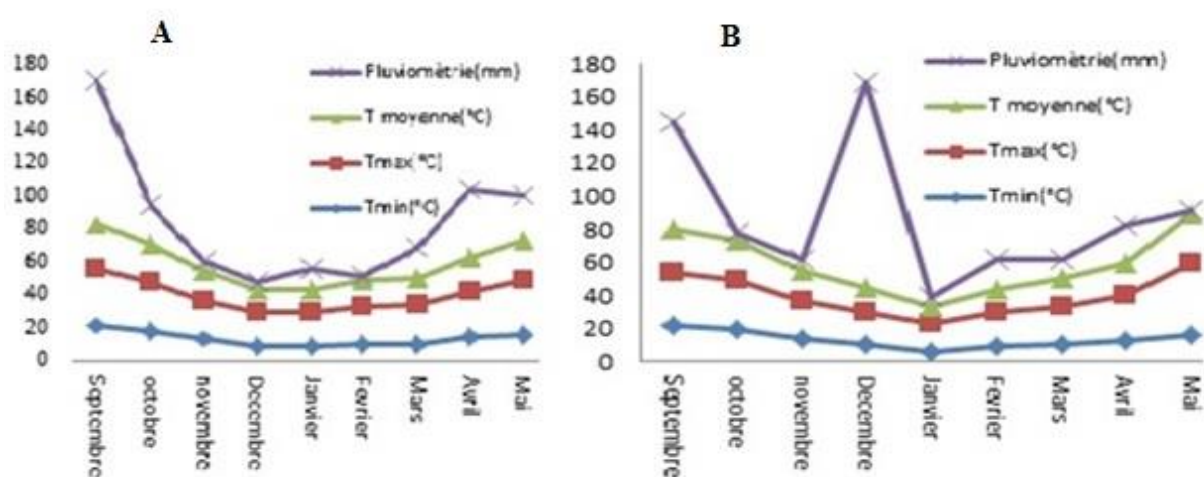 A
180
160
140
120
100
80
60
40
20
0
Pluviomètrie(mm)
T moyenne(°C)
Tmax(°C)
Tmin(°C)
Septembre
octobre
novembre
Decembre
Janvier
Fevrier
Mars
Avril
Mai
B
180
160
140
120
100
80
60
40
20
0
Pluviomètrie(mm)
T moyenne(°C)
Tmax(°C)
Tmin(°C)
Septembre
octobre
novembre
Decembre
Janvier
Fevrier
Mars
Avril
Mai